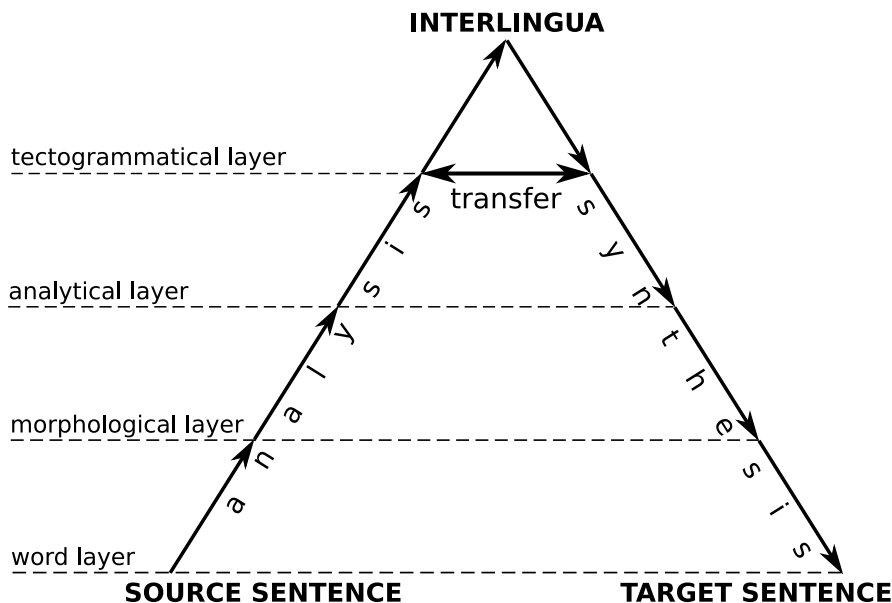 INTERLINGUA
tectogrammatical layer
transfer
analytical layer
morphological layer
word layer
analysis
synthesis
SOURCE SENTENCE
TARGET SENTENCE